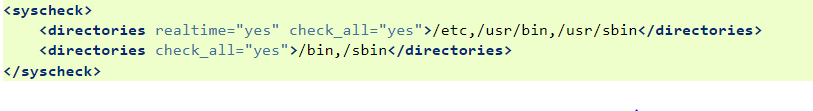 <syscheck>
    <directories realtime="yes" check_all="yes">/etc,/usr/bin,/usr/sbin</directories>
    <directories check_all="yes">/bin,/sbin</directories>
</syscheck>